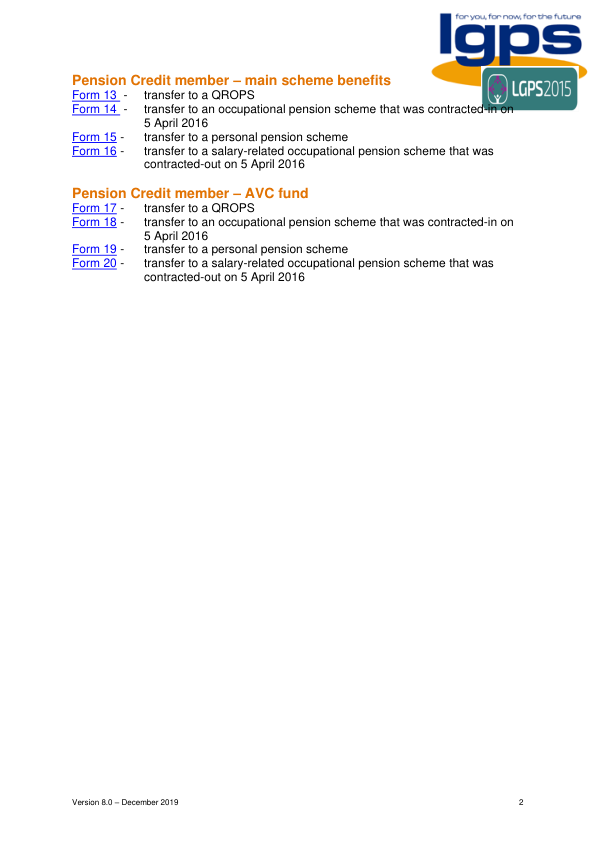 for you, for now, for the future
lgps
LGPS2015
Pension Credit member – main scheme benefits
Form 13 - transfer to a QROPS
Form 14 - transfer to an occupational pension scheme that was contracted-in on
5 April 2016
Form 15 - transfer to a personal pension scheme
Form 16 - transfer to a salary-related occupational pension scheme that was
contracted-out on 5 April 2016
Pension Credit member – AVC fund
Form 17 - transfer to a QROPS
Form 18 - transfer to an occupational pension scheme that was contracted-in on
5 April 2016
Form 19 - transfer to a personal pension scheme
Form 20 - transfer to a salary-related occupational pension scheme that was
contracted-out on 5 April 2016
Version 8.0 – December 2019 2